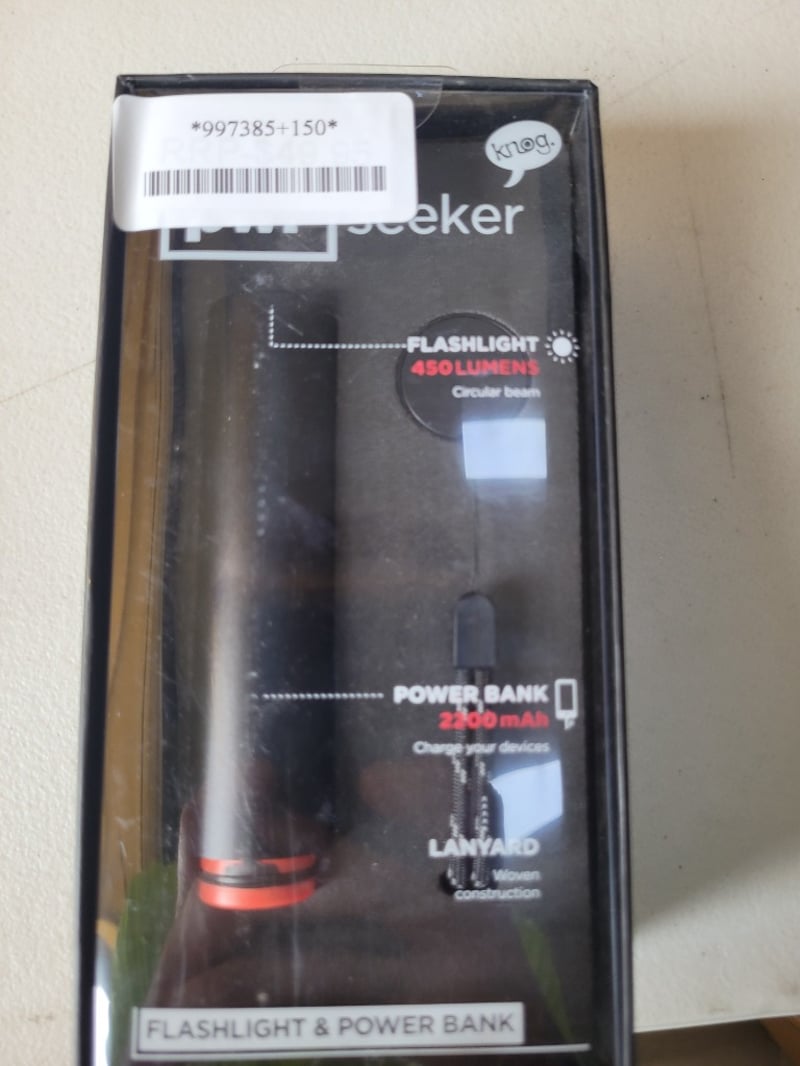 *997385+150*
knog.
pwr seeker
FLASHLIGHT
450 LUMENS
Circular beam
POWER BANK
2200 mAh
Charge your devices
LANYARD
Woven
construction
FLASHLIGHT & POWER BANK